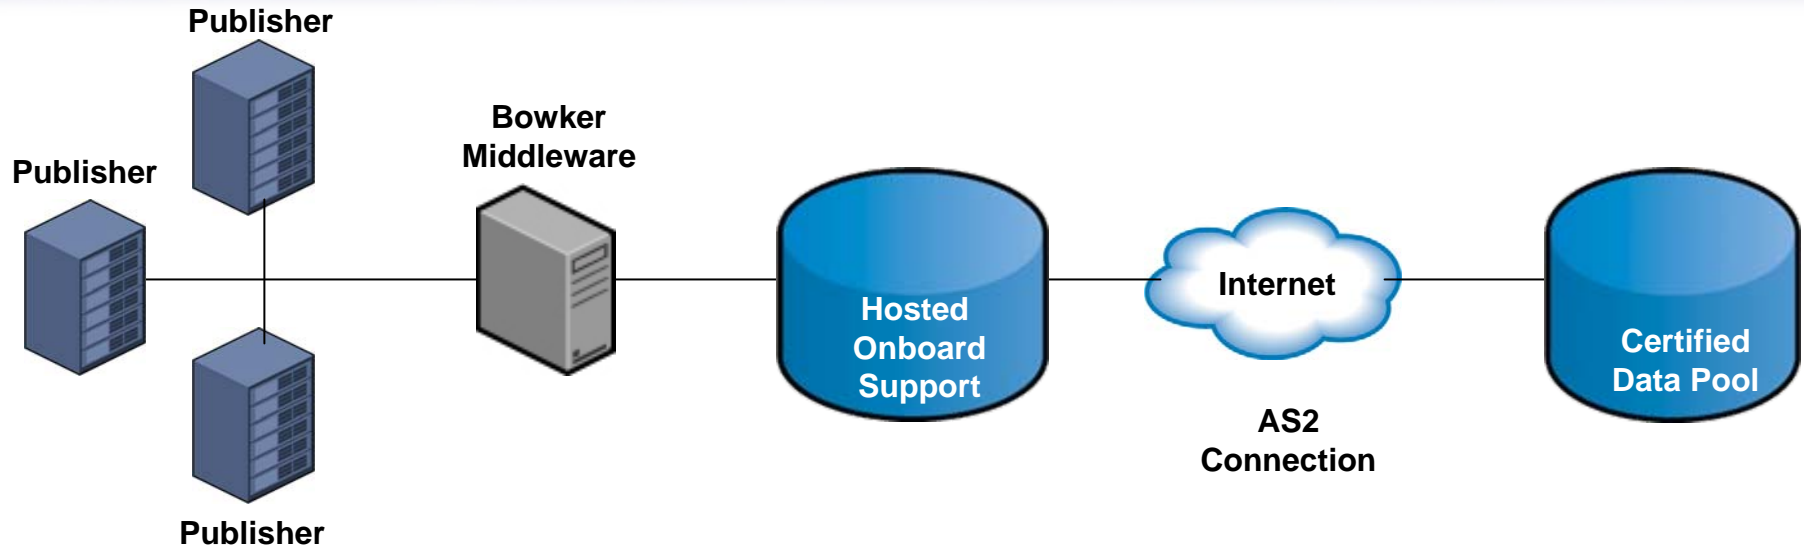 Publisher
Publisher
Publisher
Bowker
Middleware
Hosted
Onboard
Support
Internet
AS2
Connection
Certified
Data Pool